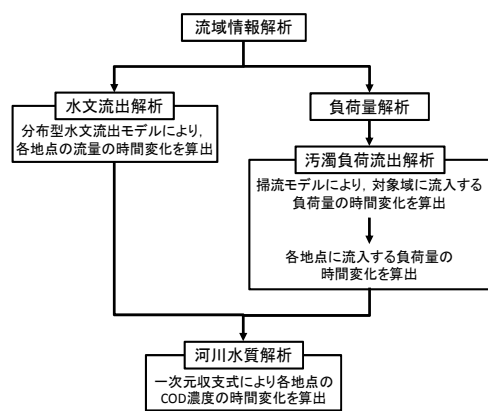 流域情報解析
水文流出解析
分布型水文流出モデルにより,
各地点の流量の時間変化を算出
負荷量解析
汚濁負荷流出解析
掃流モデルにより, 対象域に流入する
負荷量の時間変化を算出
各地点に流入する負荷量の
時間変化を算出
河川水質解析
一次元収支式により各地点の
COD濃度の時間変化を算出